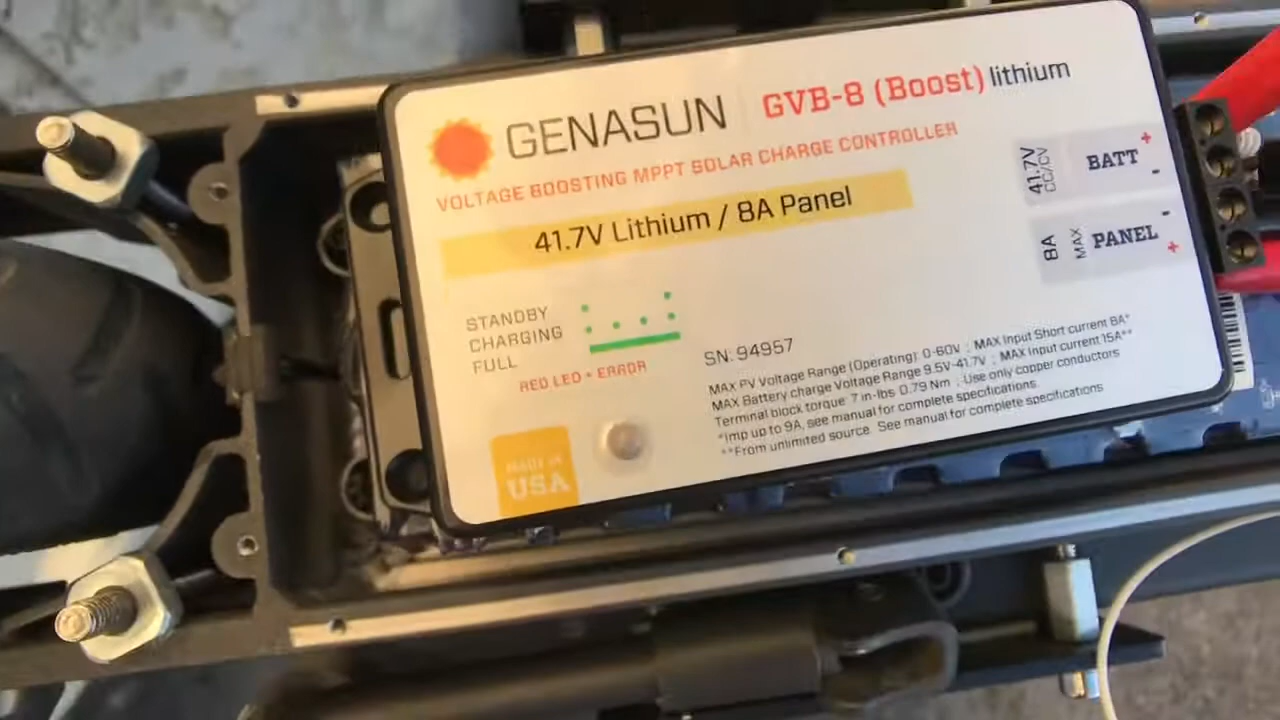 GENASUN GVB-8 (Boost) lithium
VOLTAGE BOOSTING MPPT SOLAR CHARGE CONTROLLER
41.7V Lithium / 8A Panel
41.7V CC/CV BATT + -
8A MAX PANEL - +
STANDBY
CHARGING
FULL
RED LED = ERROR
SN: 94957
MAX PV Voltage Range (Operating): 0-60V ; MAX Input Short current 8A*
MAX Battery charge Voltage Range 9.5V-41.7V ; MAX Input current 15A**
Terminal block torque: 7 in-lbs 0.79 Nm ; Use only copper conductors
*Imp up to 9A, see manual for complete specifications.
**From unlimited source. See manual for complete specifications
MADE IN
USA